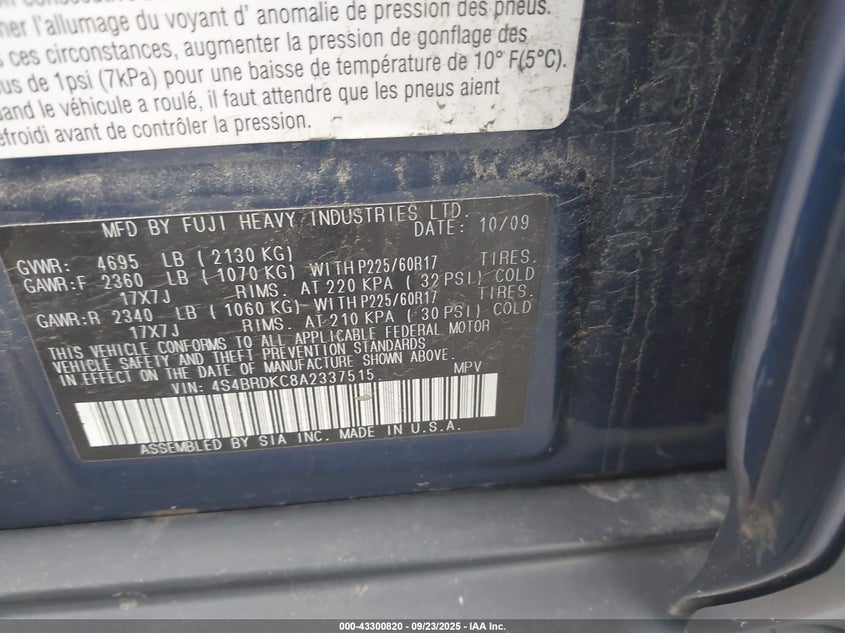 ner l'allumage du voyant d' anomalie de pression des pneus.
ces circonstances, augmenter la pression de gonflage des
us de 1psi (7kPa) pour une baisse de température de 10° F(5°C).
uand le véhicule a roulé, il faut attendre que les pneus aient
efroidi avant de contrôler la pression.
MFD BY FUJI HEAVY INDUSTRIES LTD.
DATE: 10/09
GVWR: 4695 LB (2130 KG)
GAWR:F 2360 LB (1070 KG) WITH P225/60R17 TIRES.
17X7J RIMS. AT 220 KPA (32 PSI) COLD
GAWR:R 2340 LB (1060 KG) WITH P225/60R17 TIRES.
17X7J RIMS. AT 210 KPA (30 PSI) COLD
THIS VEHICLE CONFORMS TO ALL APPLICABLE FEDERAL MOTOR
VEHICLE SAFETY AND THEFT PREVENTION STANDARDS
IN EFFECT ON THE DATE OF MANUFACTURE SHOWN ABOVE.
VIN: 4S4BRDKC8A2337515 MPV
ASSEMBLED BY SIA INC. MADE IN U.S.A.
000-43300820 - 09/23/2025 - IAA Inc.